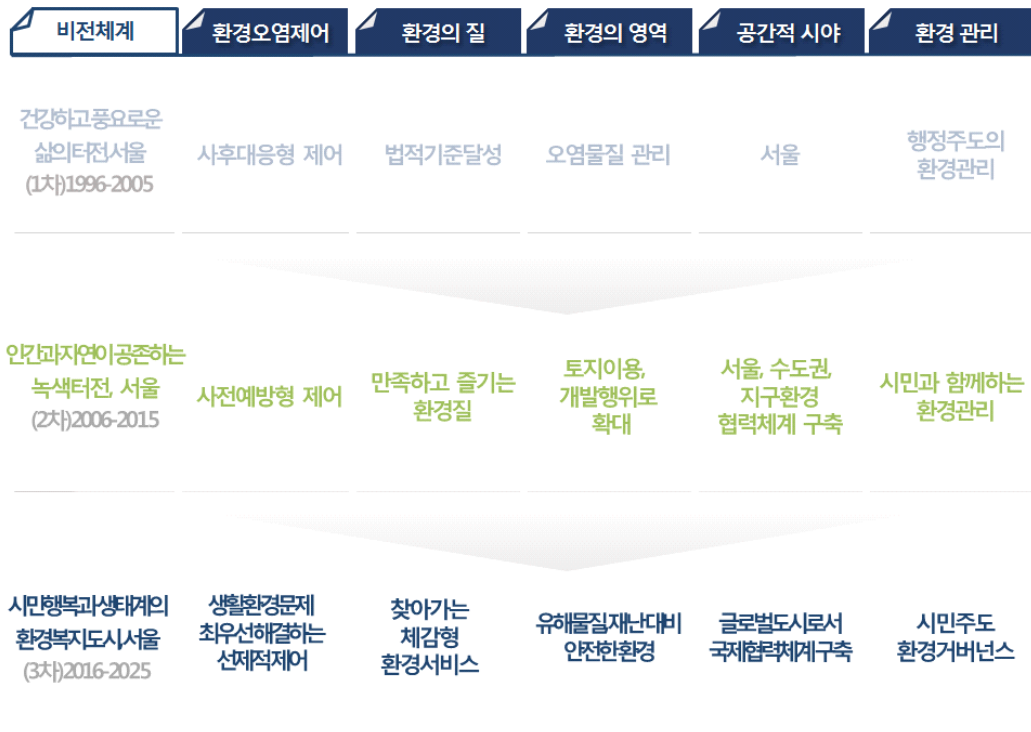 비전체계
환경오염제어
환경의 질
환경의 영역
공간적 시야
환경 관리
건강하고 풍요로운
삶의 터전 서울
(1차)1996-2005
사후대응형 제어
법적기준달성
오염물질 관리
서울
행정주도의
환경관리
인간과 자연이 공존하는
녹색터전, 서울
(2차)2006-2015
사전예방형 제어
만족하고 즐기는
환경질
토지이용,
개발행위로
확대
서울, 수도권,
지구환경
협력체계 구축
시민과 함께하는
환경관리
시민행복과 생태계의
환경복지도시 서울
(3차)2016-2025
생활환경문제
최우선해결하는
선제적 제어
찾아가는
체감형
환경서비스
유해물질,재난대비
안전한 환경
글로벌도시로서
국제협력체계 구축
시민주도
환경거버넌스